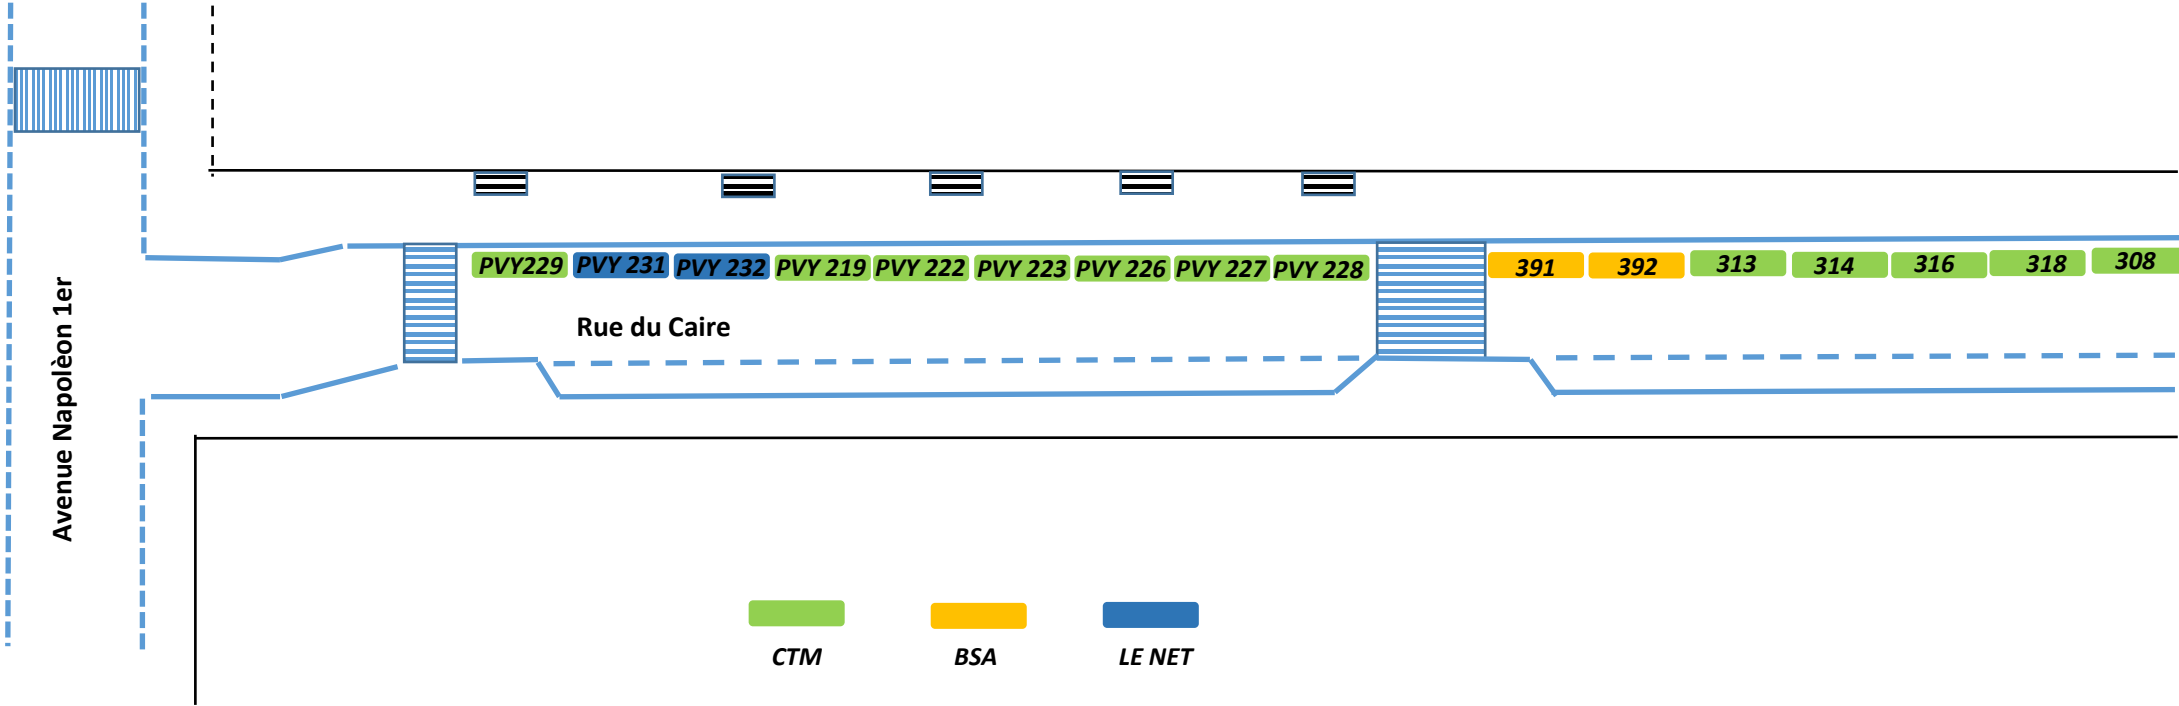 Avenue Napolèon 1er
PVY229 PVY 231 PVY 232 PVY 219 PVY 222 PVY 223 PVY 226 PVY 227 PVY 228 391 392 313 314 316 318 308
Rue du Caire
CTM BSA LE NET